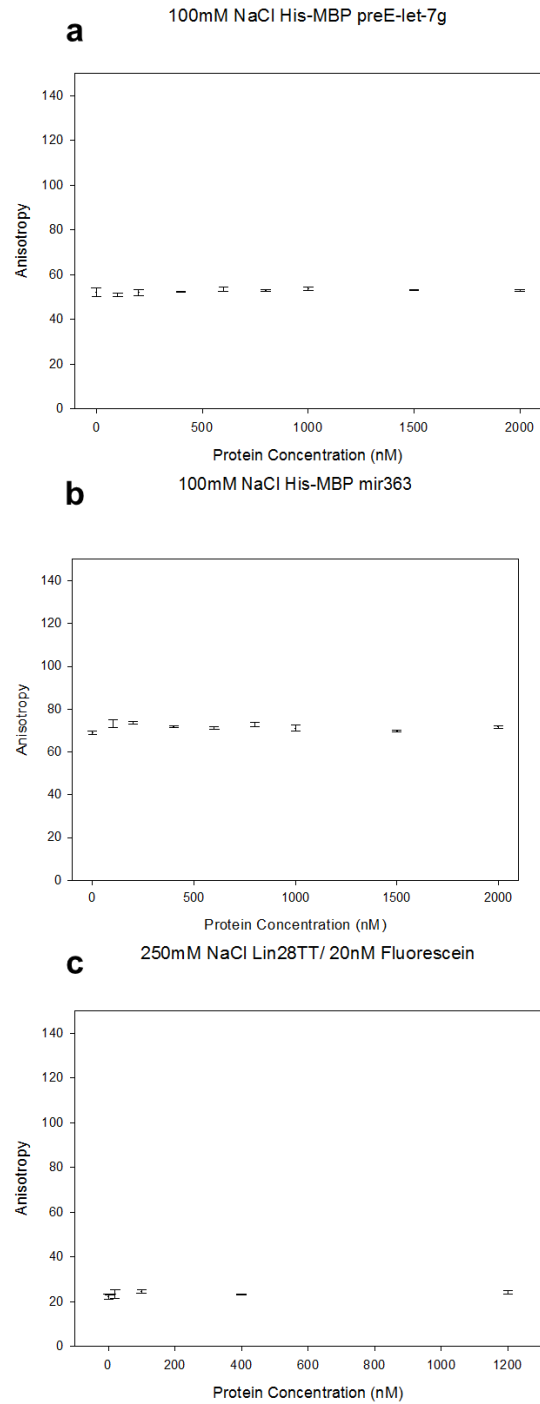 a
100mM NaCl His-MBP preE-let-7g
140
120
100
80
60
40
20
0
Anisotropy
0 500 1000 1500 2000
Protein Concentration (nM)
b
100mM NaCl His-MBP mir363
140
120
100
80
60
40
20
0
Anisotropy
0 500 1000 1500 2000
Protein Concentration (nM)
c
250mM NaCl Lin28TT/ 20nM Fluorescein
140
120
100
80
60
40
20
0
Anisotropy
0 200 400 600 800 1000 1200
Protein Concentration (nM)